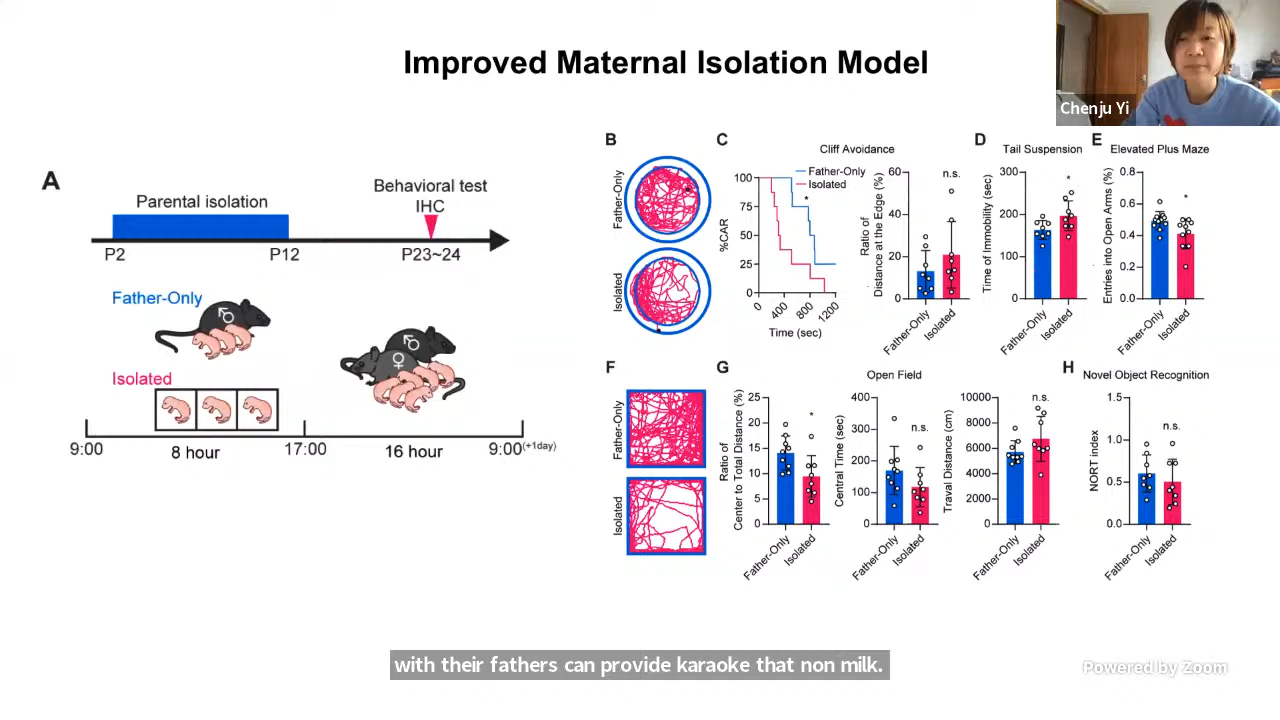 Improved Maternal Isolation Model
Chenju Yi
A
Parental isolation
Behavioral test
IHC
P2
P12
P23~24
Father-Only
♂
Isolated
♂
♀
9:00
8 hour
17:00
16 hour
9:00(+1day)
B
Father-Only
Isolated
C
Cliff Avoidance
Father-Only
Isolated
*
%CAR
100
75
50
25
0
0
400
800
1200
Time (sec)
Ratio of
Distance at the Edge (%)
60
40
20
0
n.s.
Father-Only
Isolated
D
Tail Suspension
Time of Immobility (sec)
300
200
100
0
*
Father-Only
Isolated
E
Elevated Plus Maze
Entries into Open Arms (%)
0.8
0.6
0.4
0.2
0.0
*
Father-Only
Isolated
F
Father-Only
Isolated
G
Open Field
Ratio of
Center to Total Distance (%)
25
20
15
10
5
0
*
Father-Only
Isolated
Central Time (sec)
400
300
200
100
0
n.s.
Father-Only
Isolated
Traval Distance (cm)
10000
8000
6000
4000
2000
0
n.s.
Father-Only
Isolated
H
Novel Object Recognition
NORT index
1.5
1.0
0.5
0.0
n.s.
Father-Only
Isolated
with their fathers can provide karaoke that non milk.
Powered by Zoom